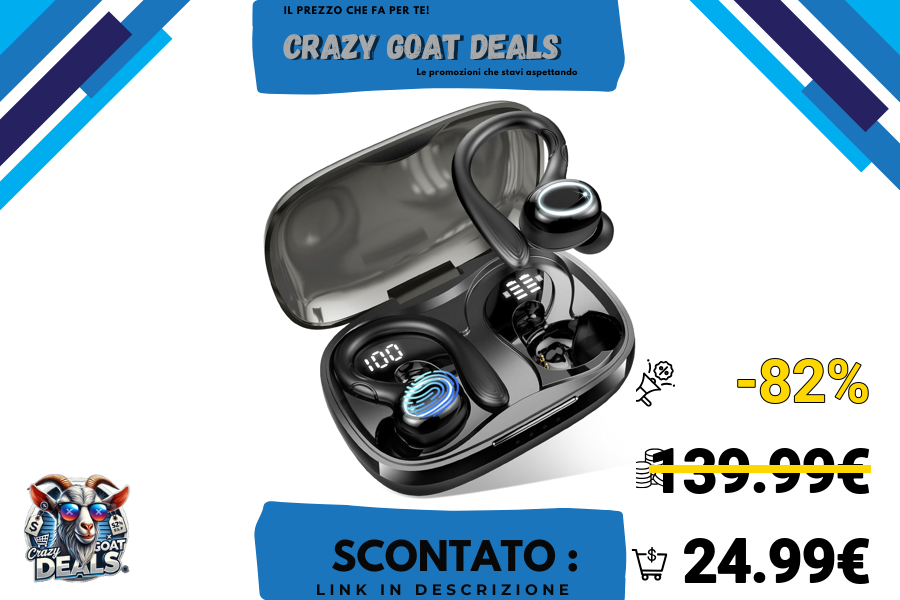 IL PREZZO CHE FA PER TE!
CRAZY GOAT DEALS
Le promozioni che stavi aspettando
100
-82%
139.99€
24.99€
SCONTATO :
LINK IN DESCRIZIONE
$
Crazy
GOAT
DEALS